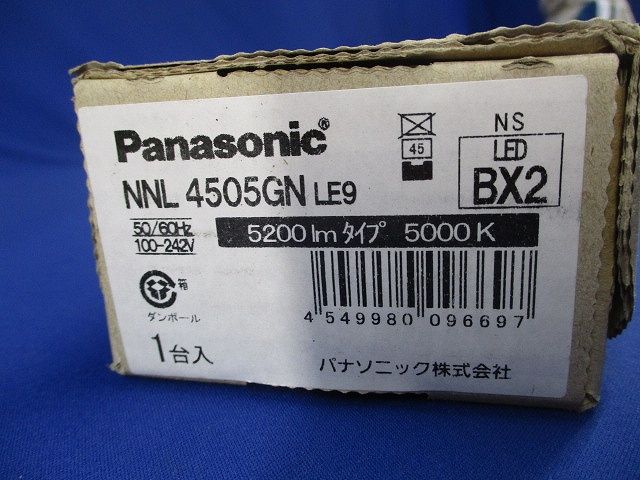 Panasonic®
NNL 4505GN LE9
50/60Hz
100-242V
5200 lm タイプ 5000 K
45
NS
LED
BX2
箱
ダンボール
1台入
4 549980 096697
パナソニック株式会社